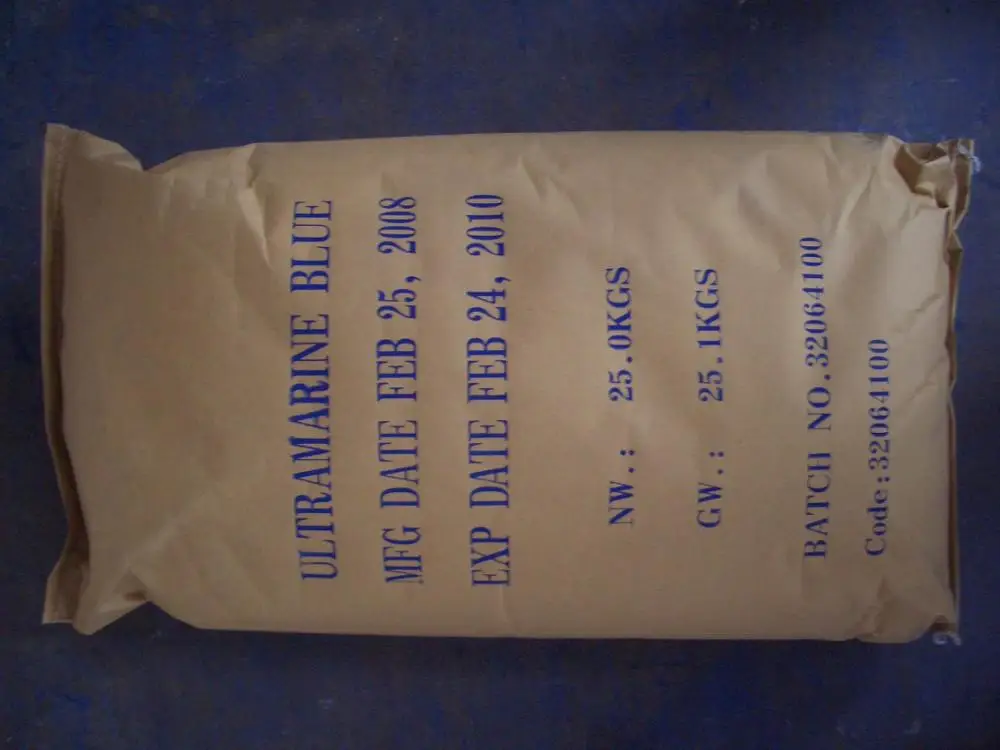 ULTRAMARINE BLUE
MFG DATE FEB 25, 2008
EXP DATE FEB 24, 2010
NW.: 25.0KGS
GW.: 25.1KGS
BATCH NO.32064100
Code:32064100